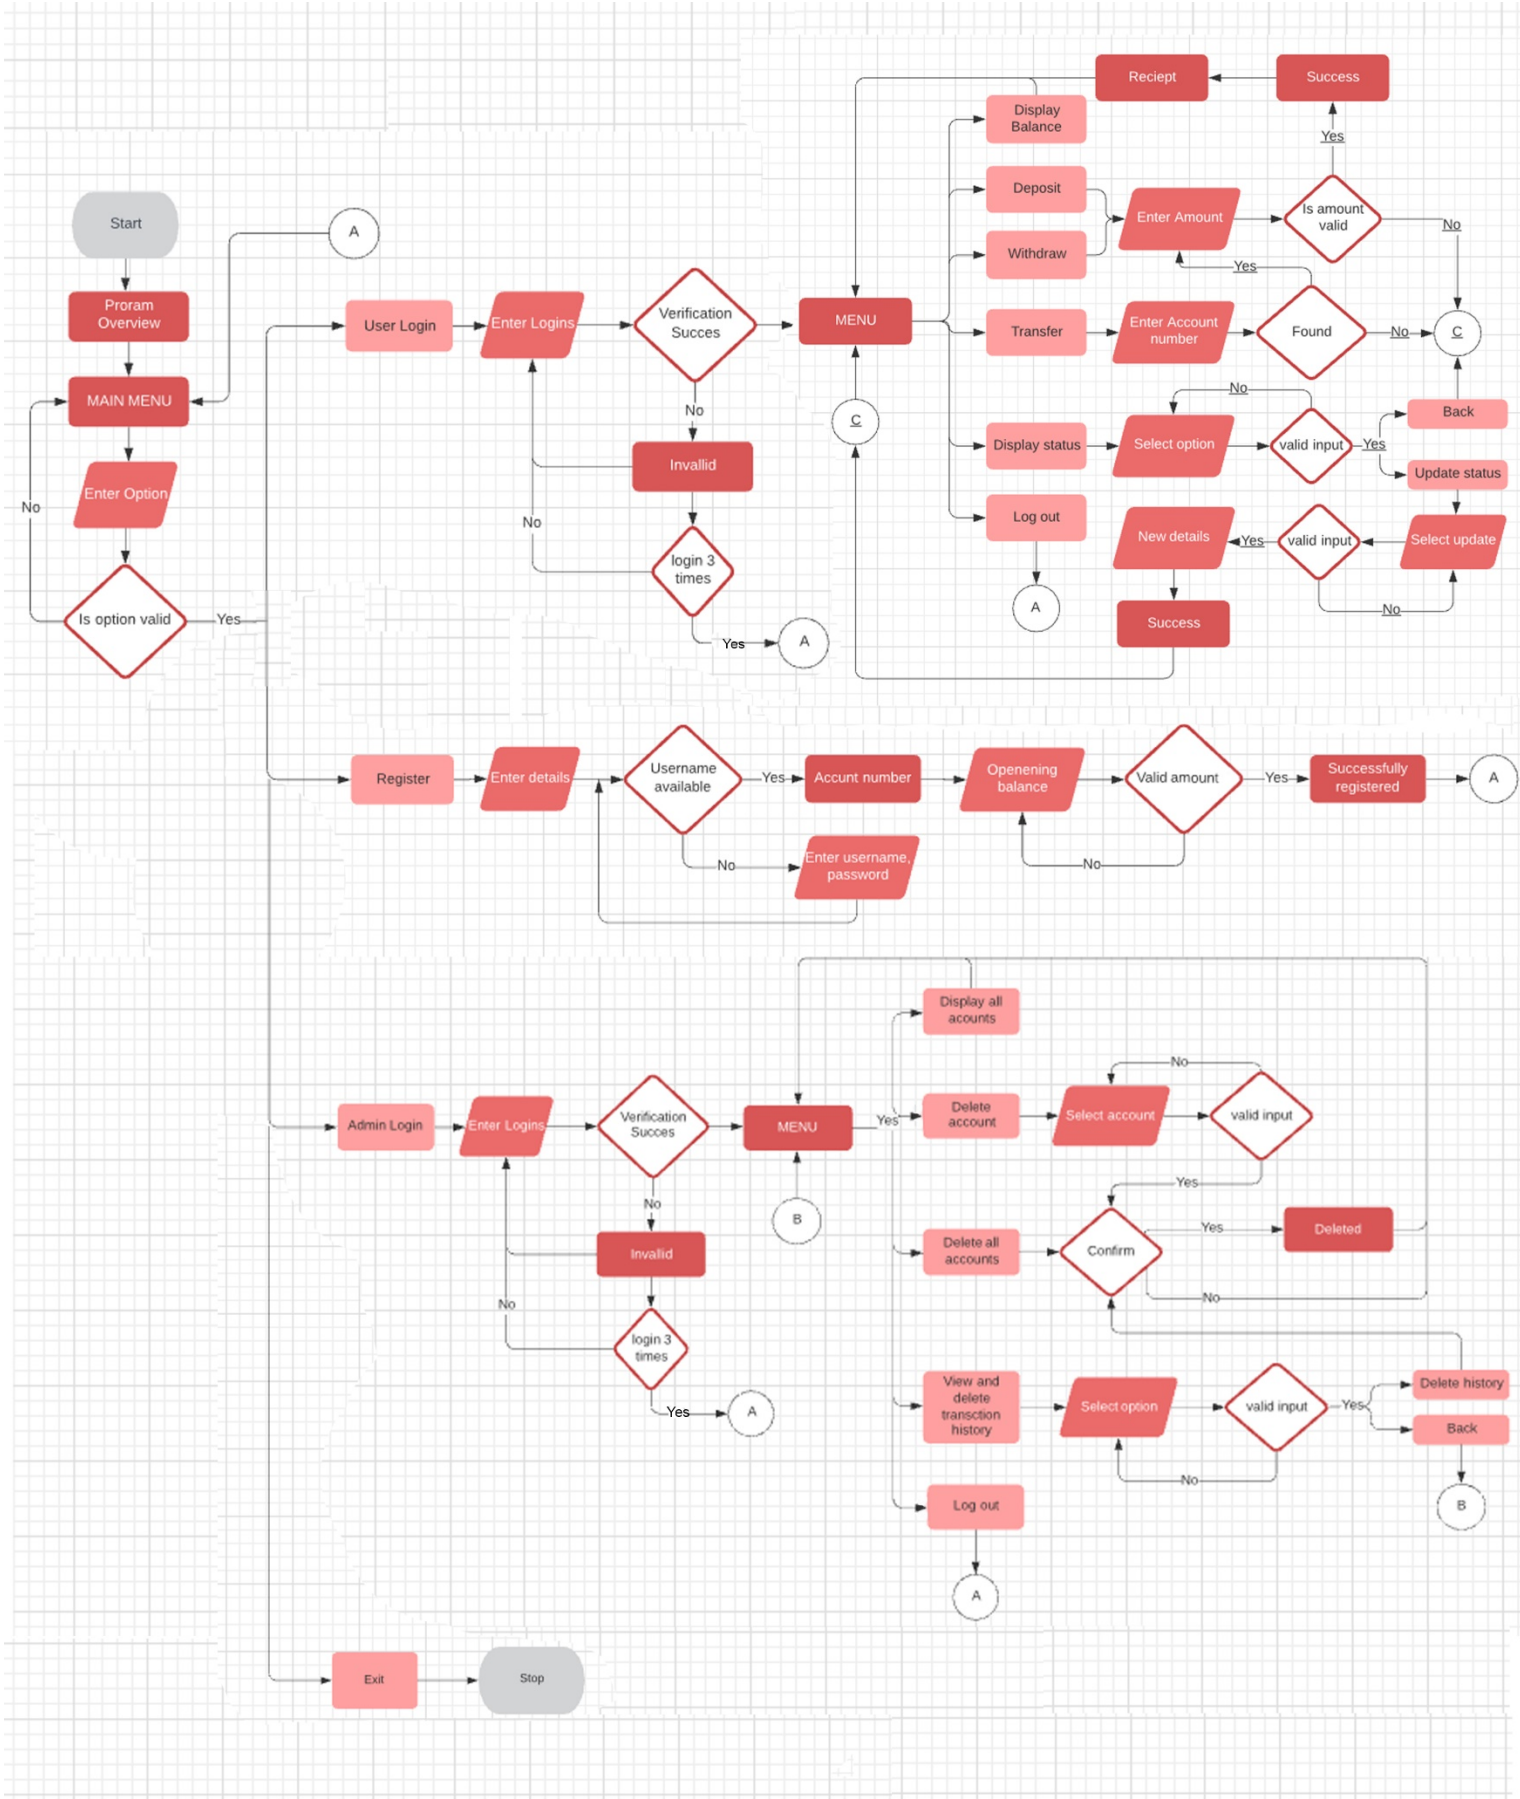 Start
Proram
Overview
MAIN MENU
Enter Option
Is option valid
No
Yes
A
User Login
Enter Logins
Verification
Succes
No
Invallid
No
login 3
times
Yes
A
MENU
C
Reciept
Success
Display
Balance
Yes
Deposit
Enter Amount
Is amount
valid
No
Withdraw
Yes
Transfer
Enter Account
number
Found
No
C
No
Display status
Select option
valid input
Yes
Back
Update status
Log out
New details
Yes
valid input
Select update
No
A
Success
Register
Enter details
Username
available
Yes
Accunt number
Openening
balance
Valid amount
Yes
Successfully
registered
A
No
Enter username,
password
No
Admin Login
Enter Logins
Verification
Succes
MENU
Yes
No
B
Invallid
No
login 3
times
Yes
A
Display all
acounts
No
Delete
account
Select account
valid input
Yes
Delete all
accounts
Confirm
Yes
Deleted
No
View and
delete
transction
history
Select option
valid input
Yes
Delete history
Back
No
B
Log out
A
Exit
Stop